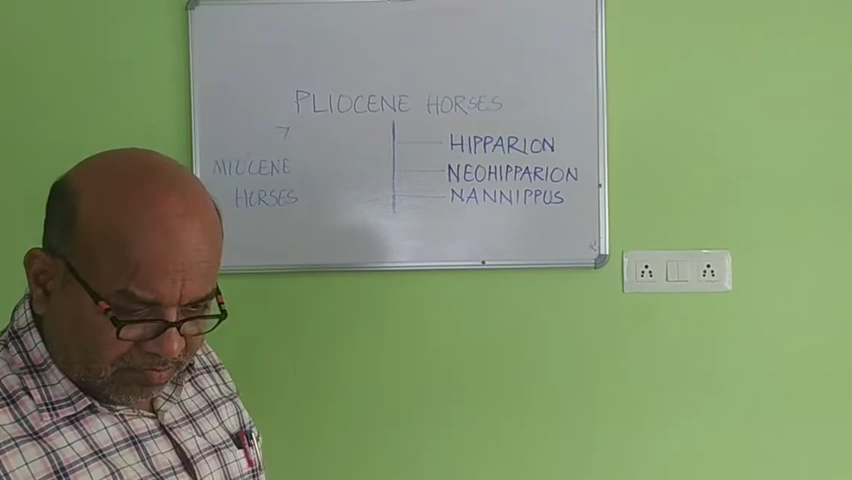 PLIOCENE HORSES
HIPPARION
MIOCENE
NEOHIPPARION
HORSES
NANNIPPUS